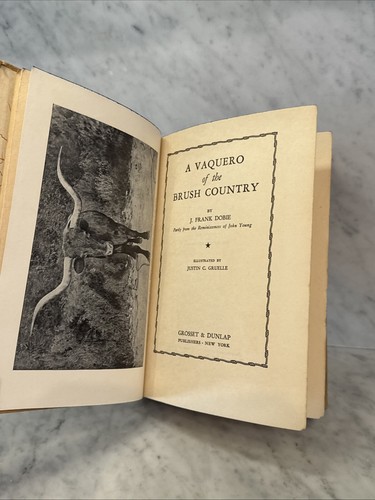 A VAQUERO
of the
BRUSH COUNTRY
BY
J. FRANK DOBIE
Partly from the Reminiscences of John Young
★
ILLUSTRATED BY
JUSTIN C. GRUELLE
GROSSET & DUNLAP
PUBLISHERS · NEW YORK